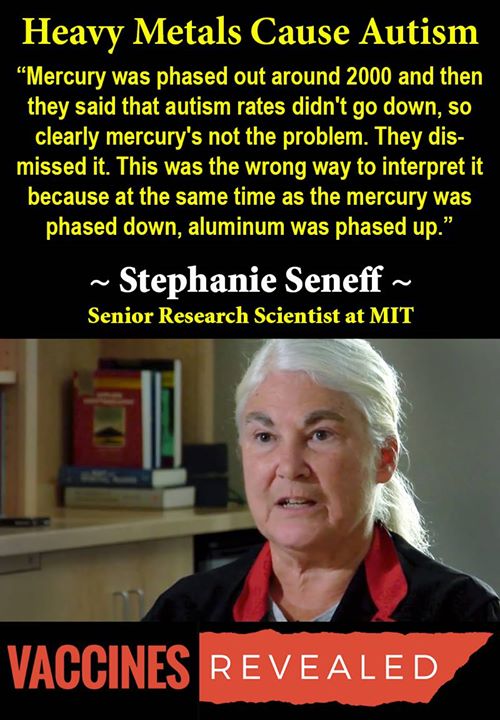 Heavy Metals Cause Autism
“Mercury was phased out around 2000 and then
they said that autism rates didn't go down, so
clearly mercury's not the problem. They dis-
missed it. This was the wrong way to interpret it
because at the same time as the mercury was
phased down, aluminum was phased up.”
~ Stephanie Seneff ~
Senior Research Scientist at MIT
VACCINES REVEALED